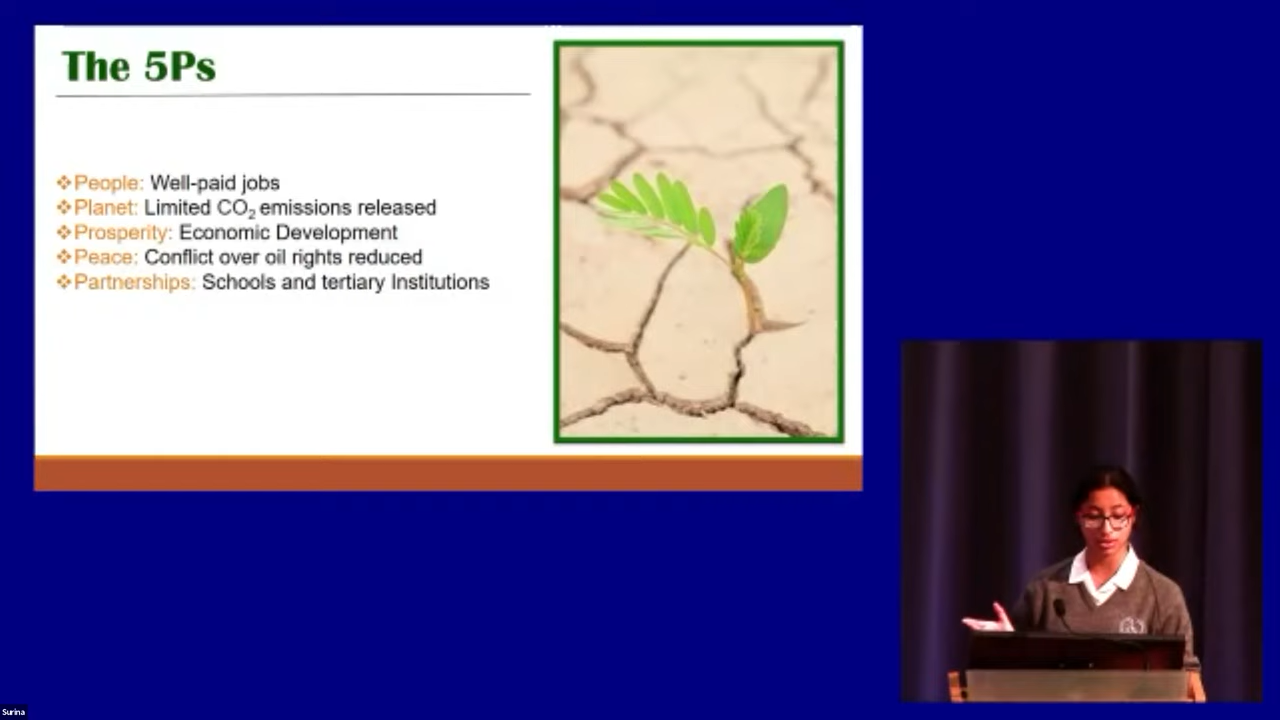 The 5Ps
❖People: Well-paid jobs
❖Planet: Limited CO₂ emissions released
❖Prosperity: Economic Development
❖Peace: Conflict over oil rights reduced
❖Partnerships: Schools and tertiary Institutions
Surina